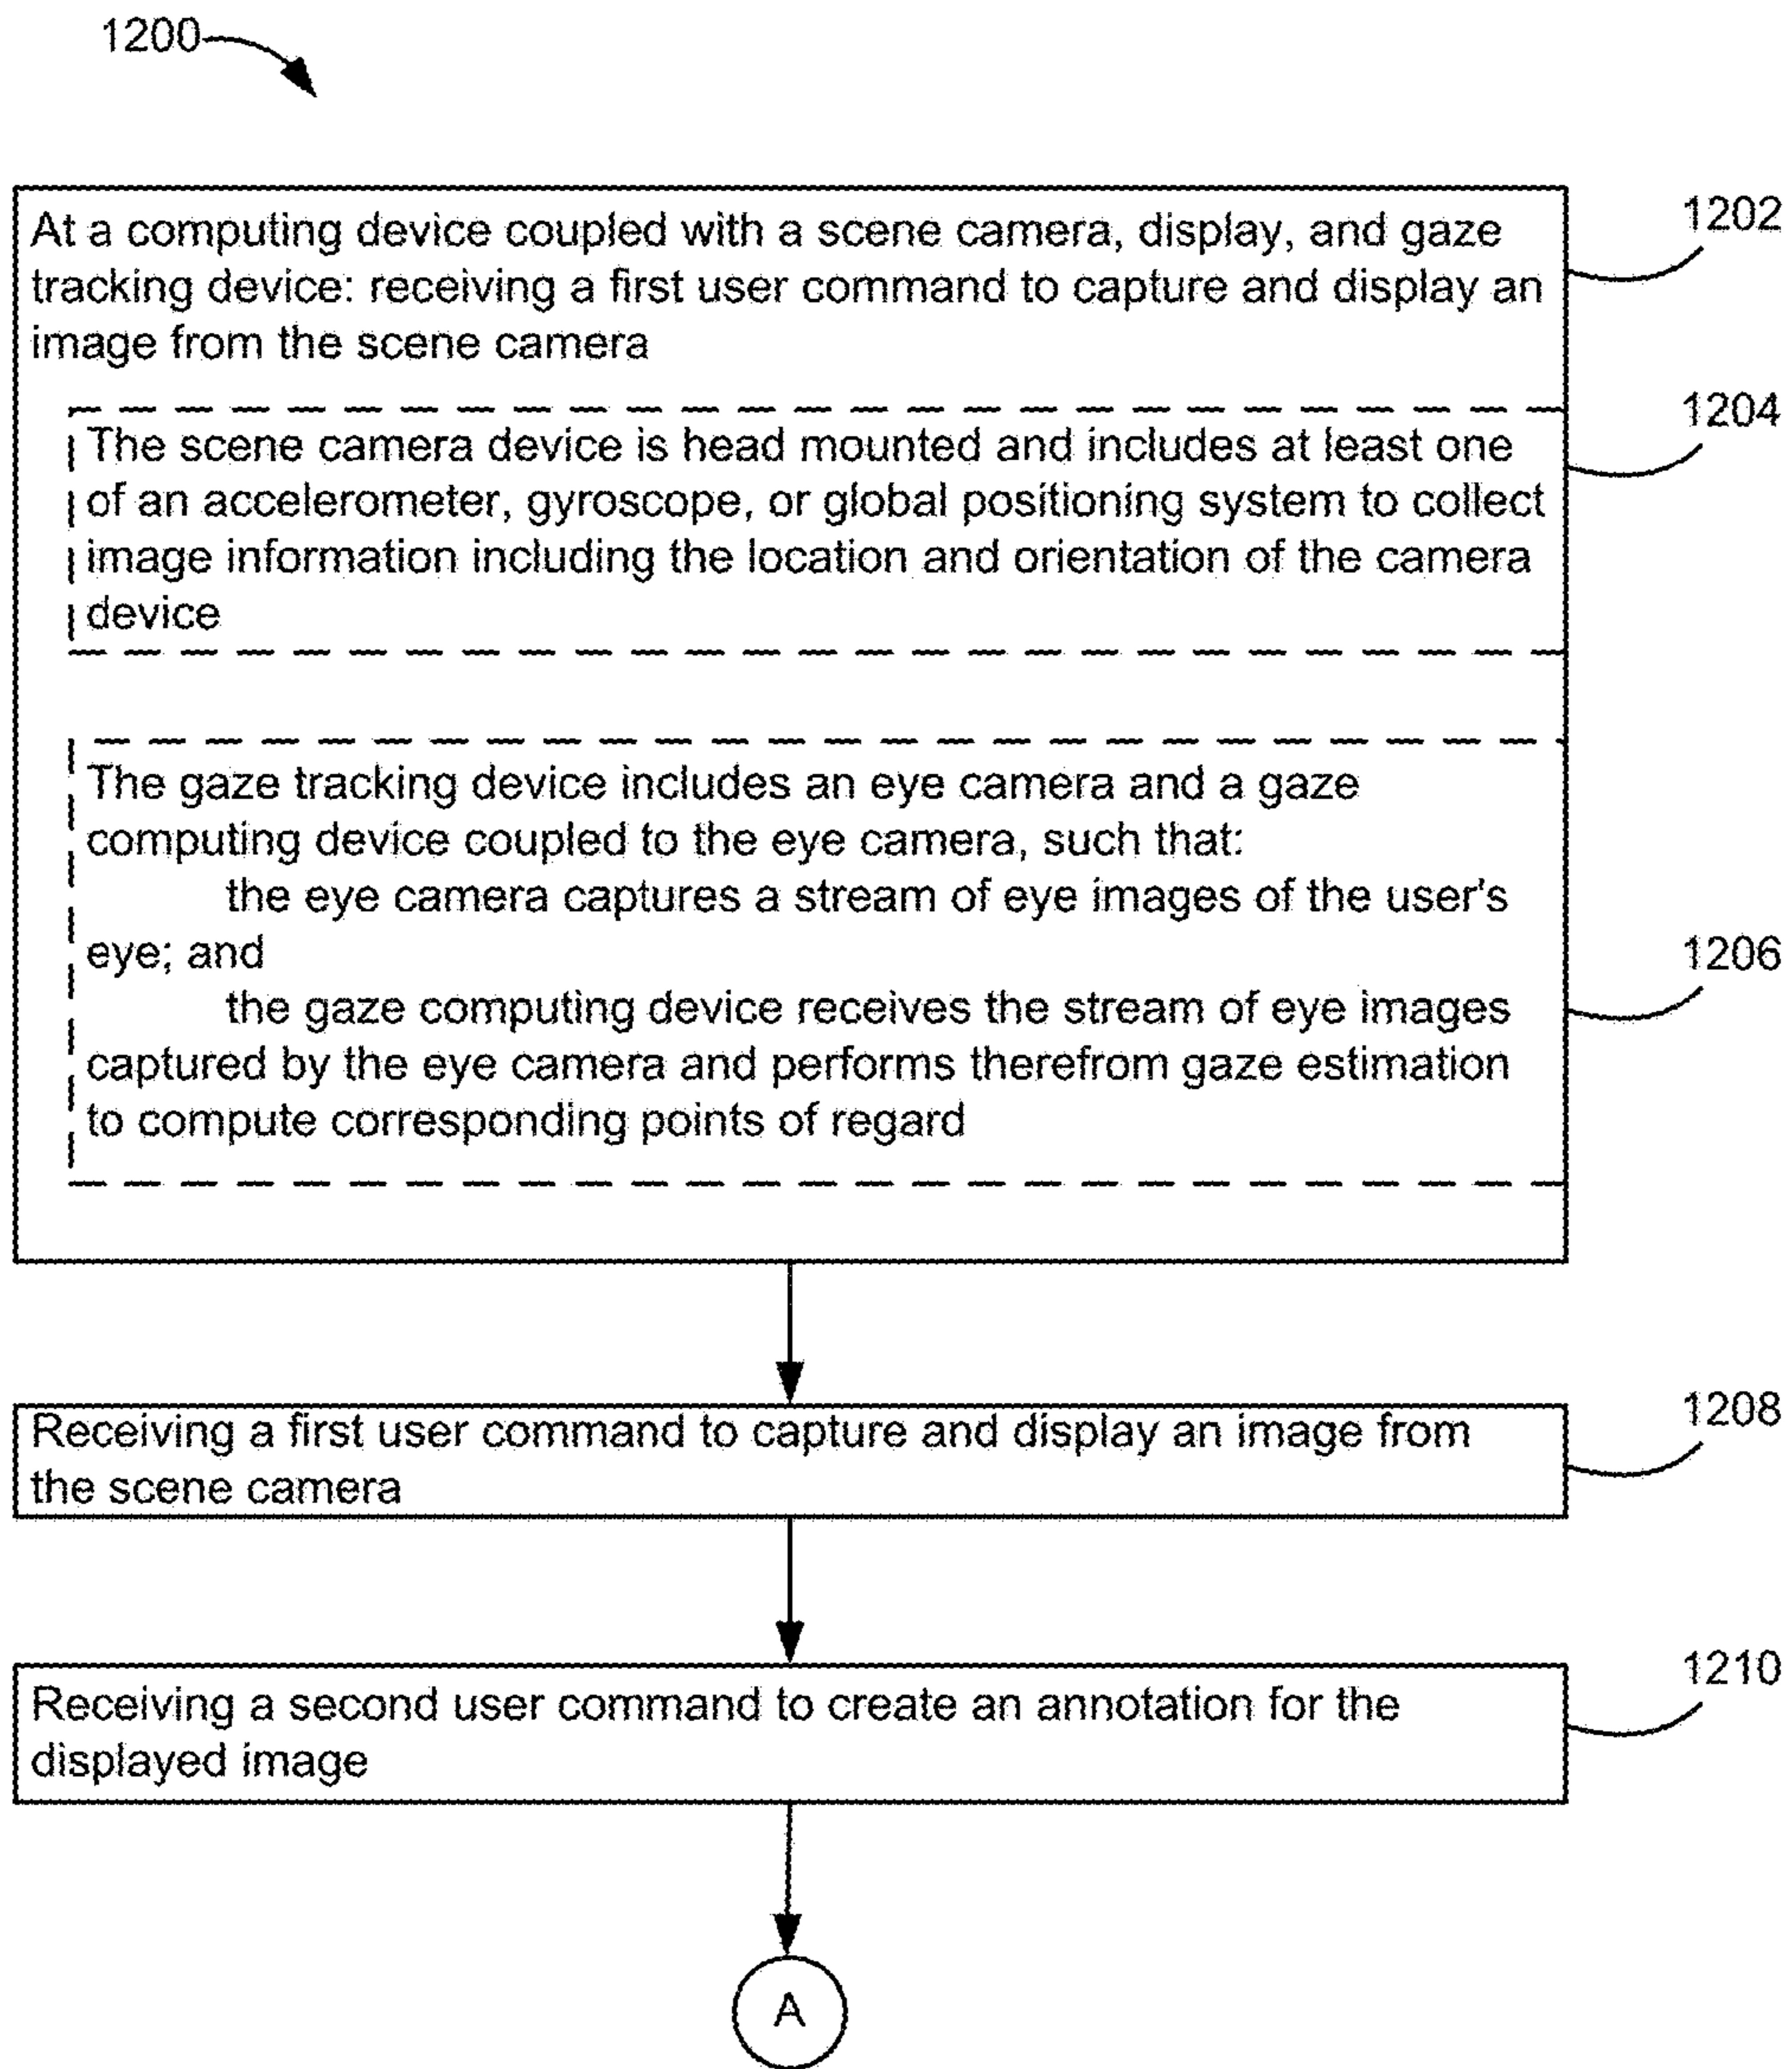 1200
At a computing device coupled with a scene camera, display, and gaze
tracking device: receiving a first user command to capture and display an
image from the scene camera
1202
The scene camera device is head mounted and includes at least one
of an accelerometer, gyroscope, or global positioning system to collect
image information including the location and orientation of the camera
device
1204
The gaze tracking device includes an eye camera and a gaze
computing device coupled to the eye camera, such that:
the eye camera captures a stream of eye images of the user's
eye; and
the gaze computing device receives the stream of eye images
captured by the eye camera and performs therefrom gaze estimation
to compute corresponding points of regard
1206
Receiving a first user command to capture and display an image from
the scene camera
1208
Receiving a second user command to create an annotation for the
displayed image
1210
A